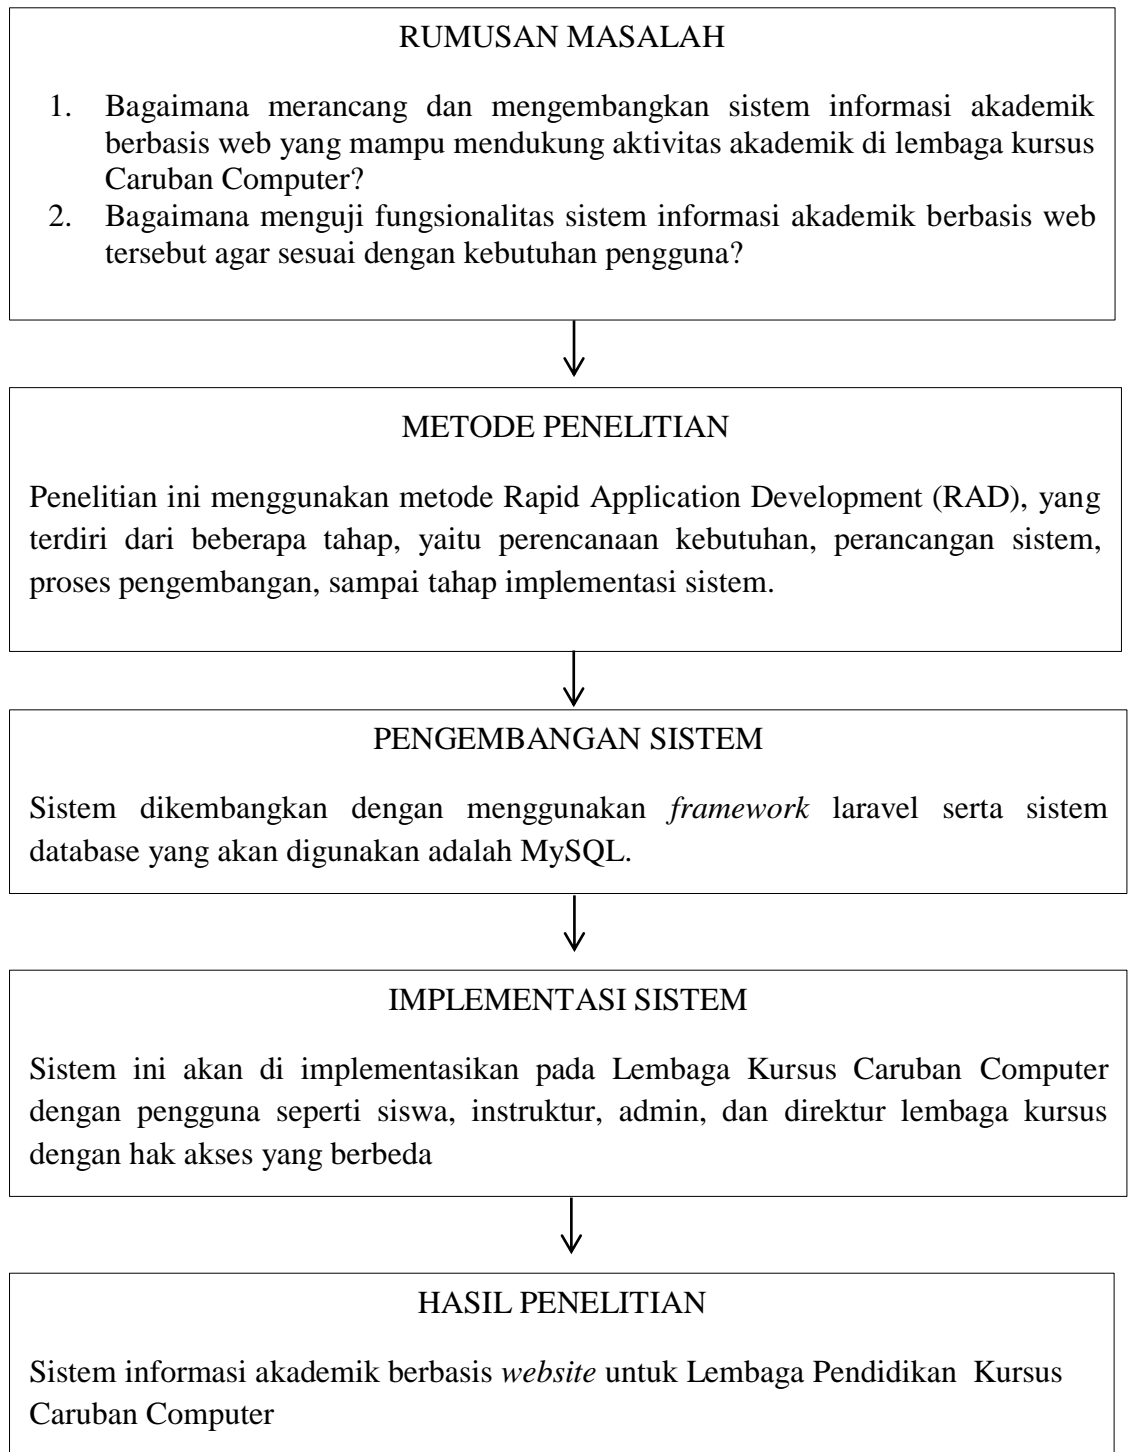 RUMUSAN MASALAH
1. Bagaimana merancang dan mengembangkan sistem informasi akademik
berbasis web yang mampu mendukung aktivitas akademik di lembaga kursus
Caruban Computer?
2. Bagaimana menguji fungsionalitas sistem informasi akademik berbasis web
tersebut agar sesuai dengan kebutuhan pengguna?
METODE PENELITIAN
Penelitian ini menggunakan metode Rapid Application Development (RAD), yang
terdiri dari beberapa tahap, yaitu perencanaan kebutuhan, perancangan sistem,
proses pengembangan, sampai tahap implementasi sistem.
PENGEMBANGAN SISTEM
Sistem dikembangkan dengan menggunakan framework laravel serta sistem
database yang akan digunakan adalah MySQL.
IMPLEMENTASI SISTEM
Sistem ini akan di implementasikan pada Lembaga Kursus Caruban Computer
dengan pengguna seperti siswa, instruktur, admin, dan direktur lembaga kursus
dengan hak akses yang berbeda
HASIL PENELITIAN
Sistem informasi akademik berbasis website untuk Lembaga Pendidikan Kursus
Caruban Computer